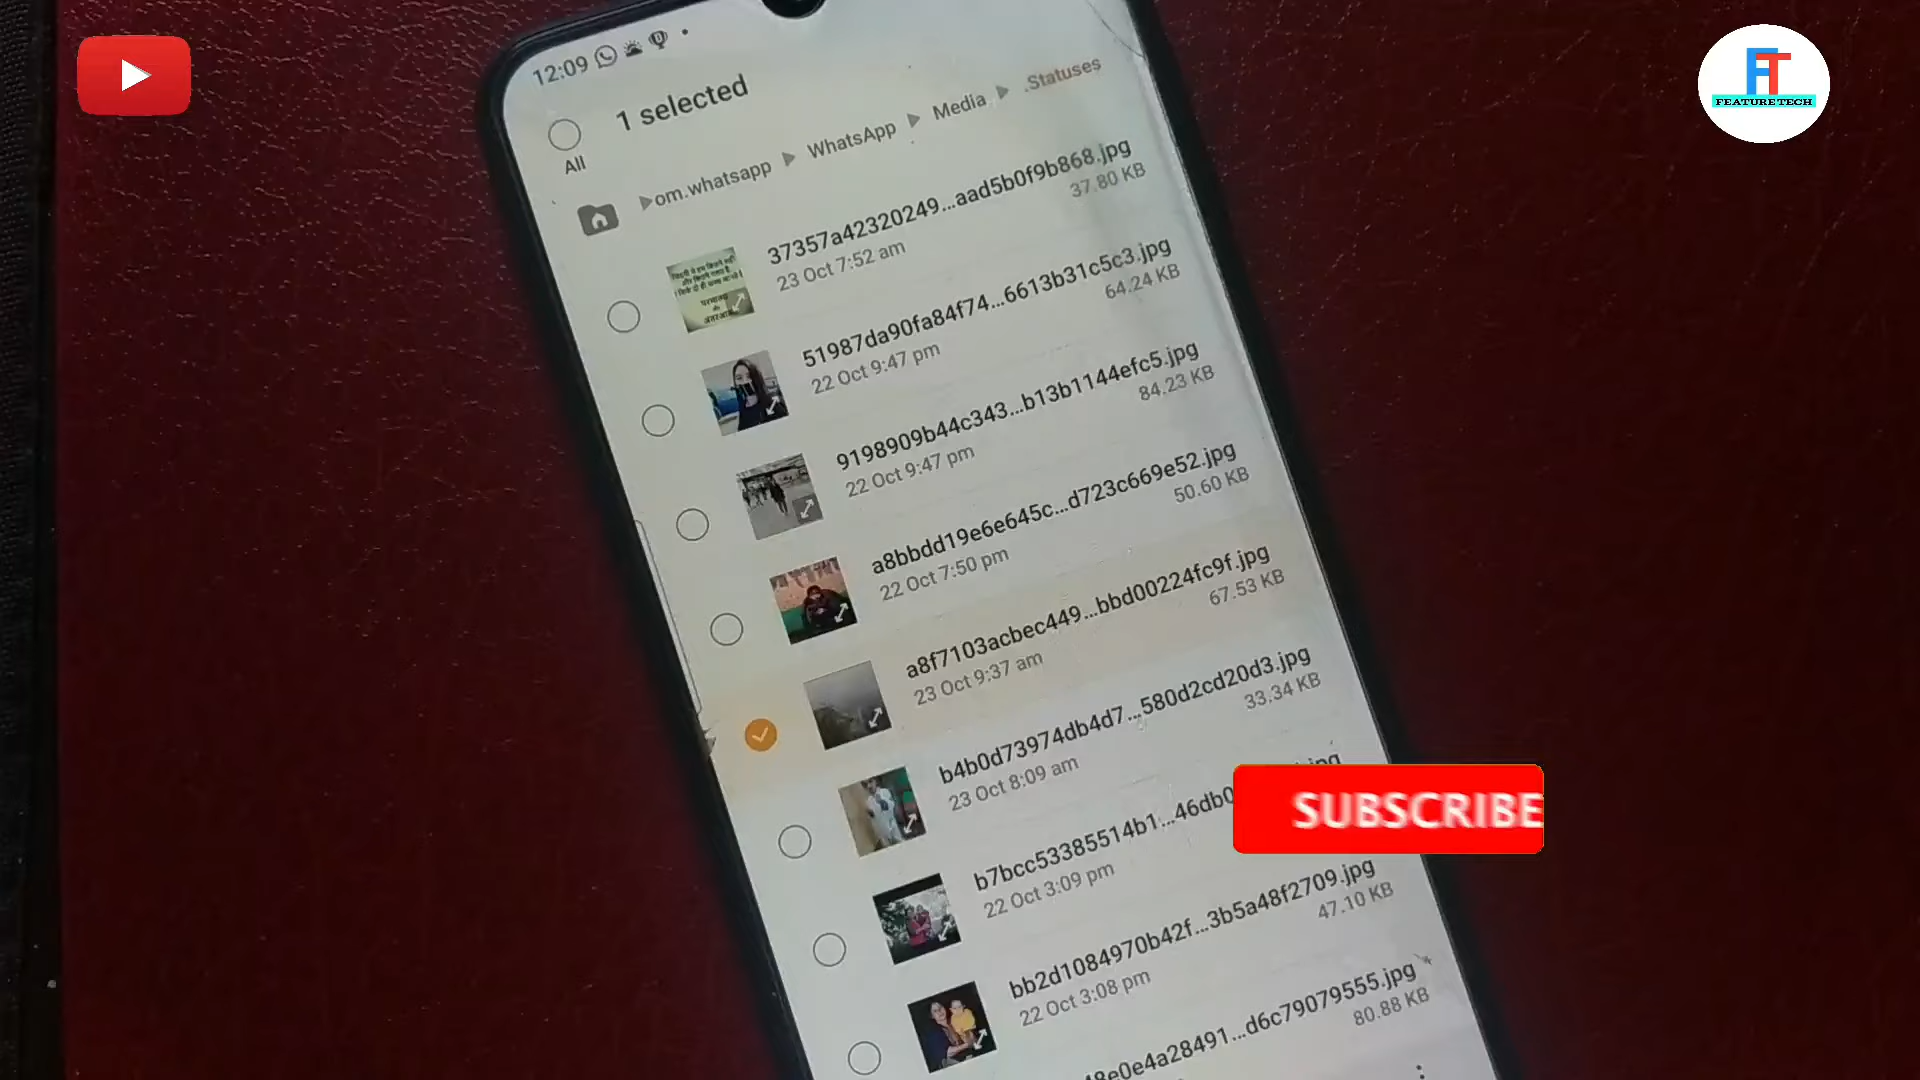 12:09
FT
FEATURE TECH
1 selected
All
om.whatsapp ▶ WhatsApp ▶ Media ▶ .Statuses
37357a42320249...aad5b0f9b868.jpg
23 Oct 7:52 am
37.80 KB
51987da90fa84f74...6613b31c5c3.jpg
22 Oct 9:47 pm
64.24 KB
9198909b44c343...b13b1144efc5.jpg
22 Oct 9:47 pm
84.23 KB
a8bbdd19e6e645c...d723c669e52.jpg
22 Oct 7:50 pm
50.60 KB
a8f7103acbec449...bbd00224fc9f.jpg
23 Oct 9:37 am
67.53 KB
b4b0d73974db4d7...580d2cd20d3.jpg
23 Oct 8:09 am
33.34 KB
b7bcc53385514b1...46db0
22 Oct 3:09 pm
SUBSCRIBE
bb2d1084970b42f...3b5a48f2709.jpg
22 Oct 3:08 pm
47.10 KB
48e0e4a28491...d6c79079555.jpg
80.88 KB